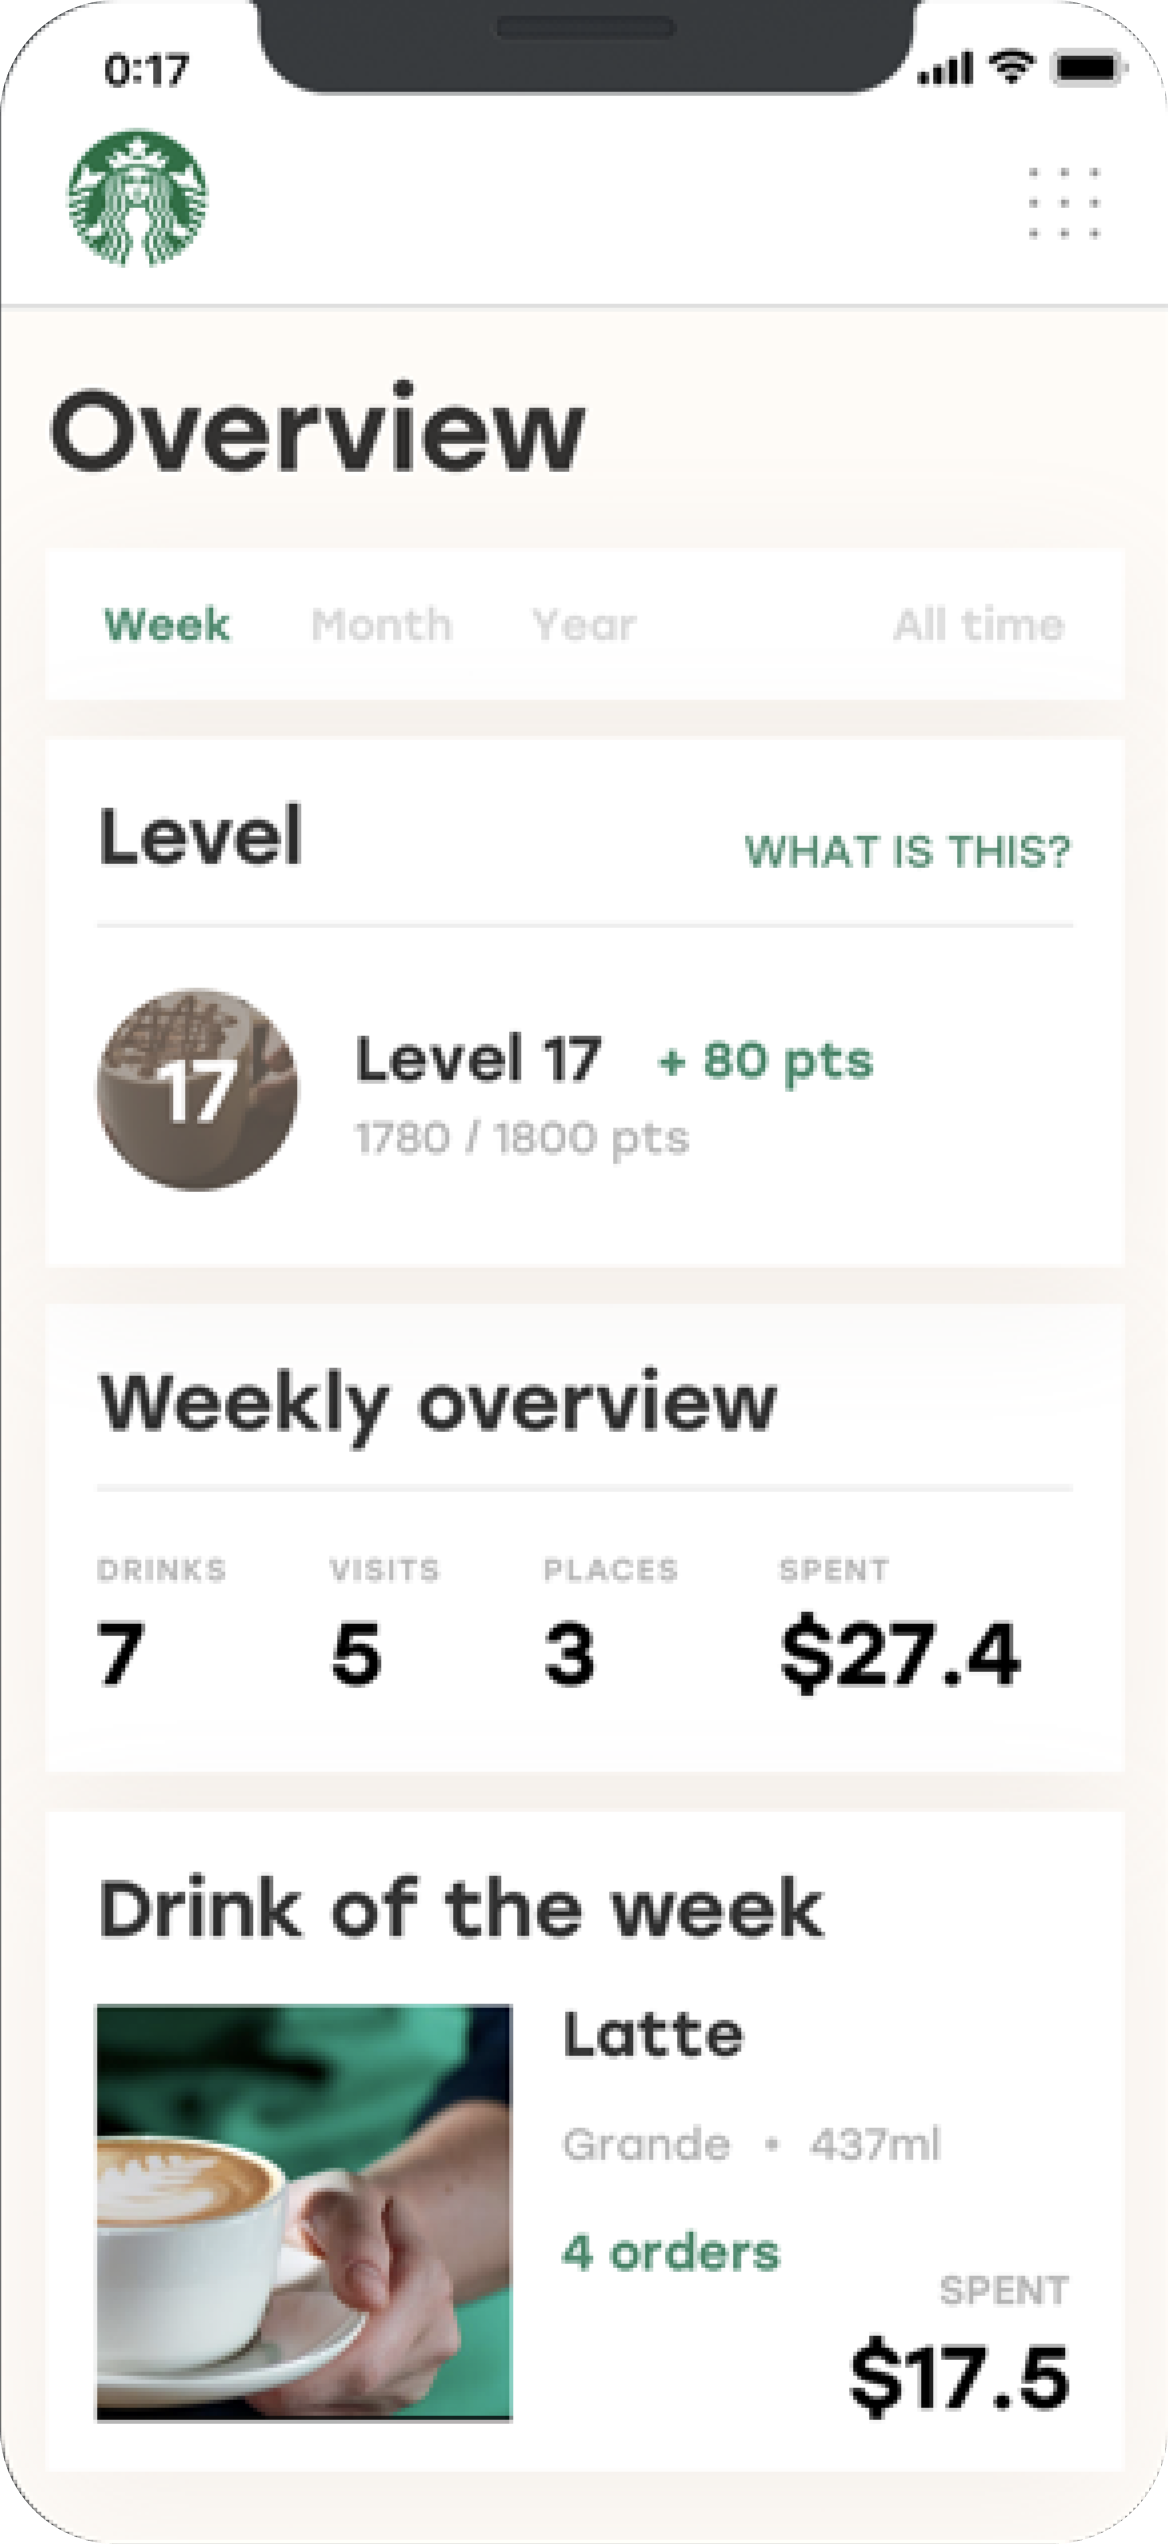 0:17
Overview
Week Month Year All time
Level WHAT IS THIS?
17
Level 17 + 80 pts
1780 / 1800 pts
Weekly overview
DRINKS VISITS PLACES SPENT
7 5 3 $27.4
Drink of the week
Latte
Grande • 437ml
4 orders
SPENT
$17.5